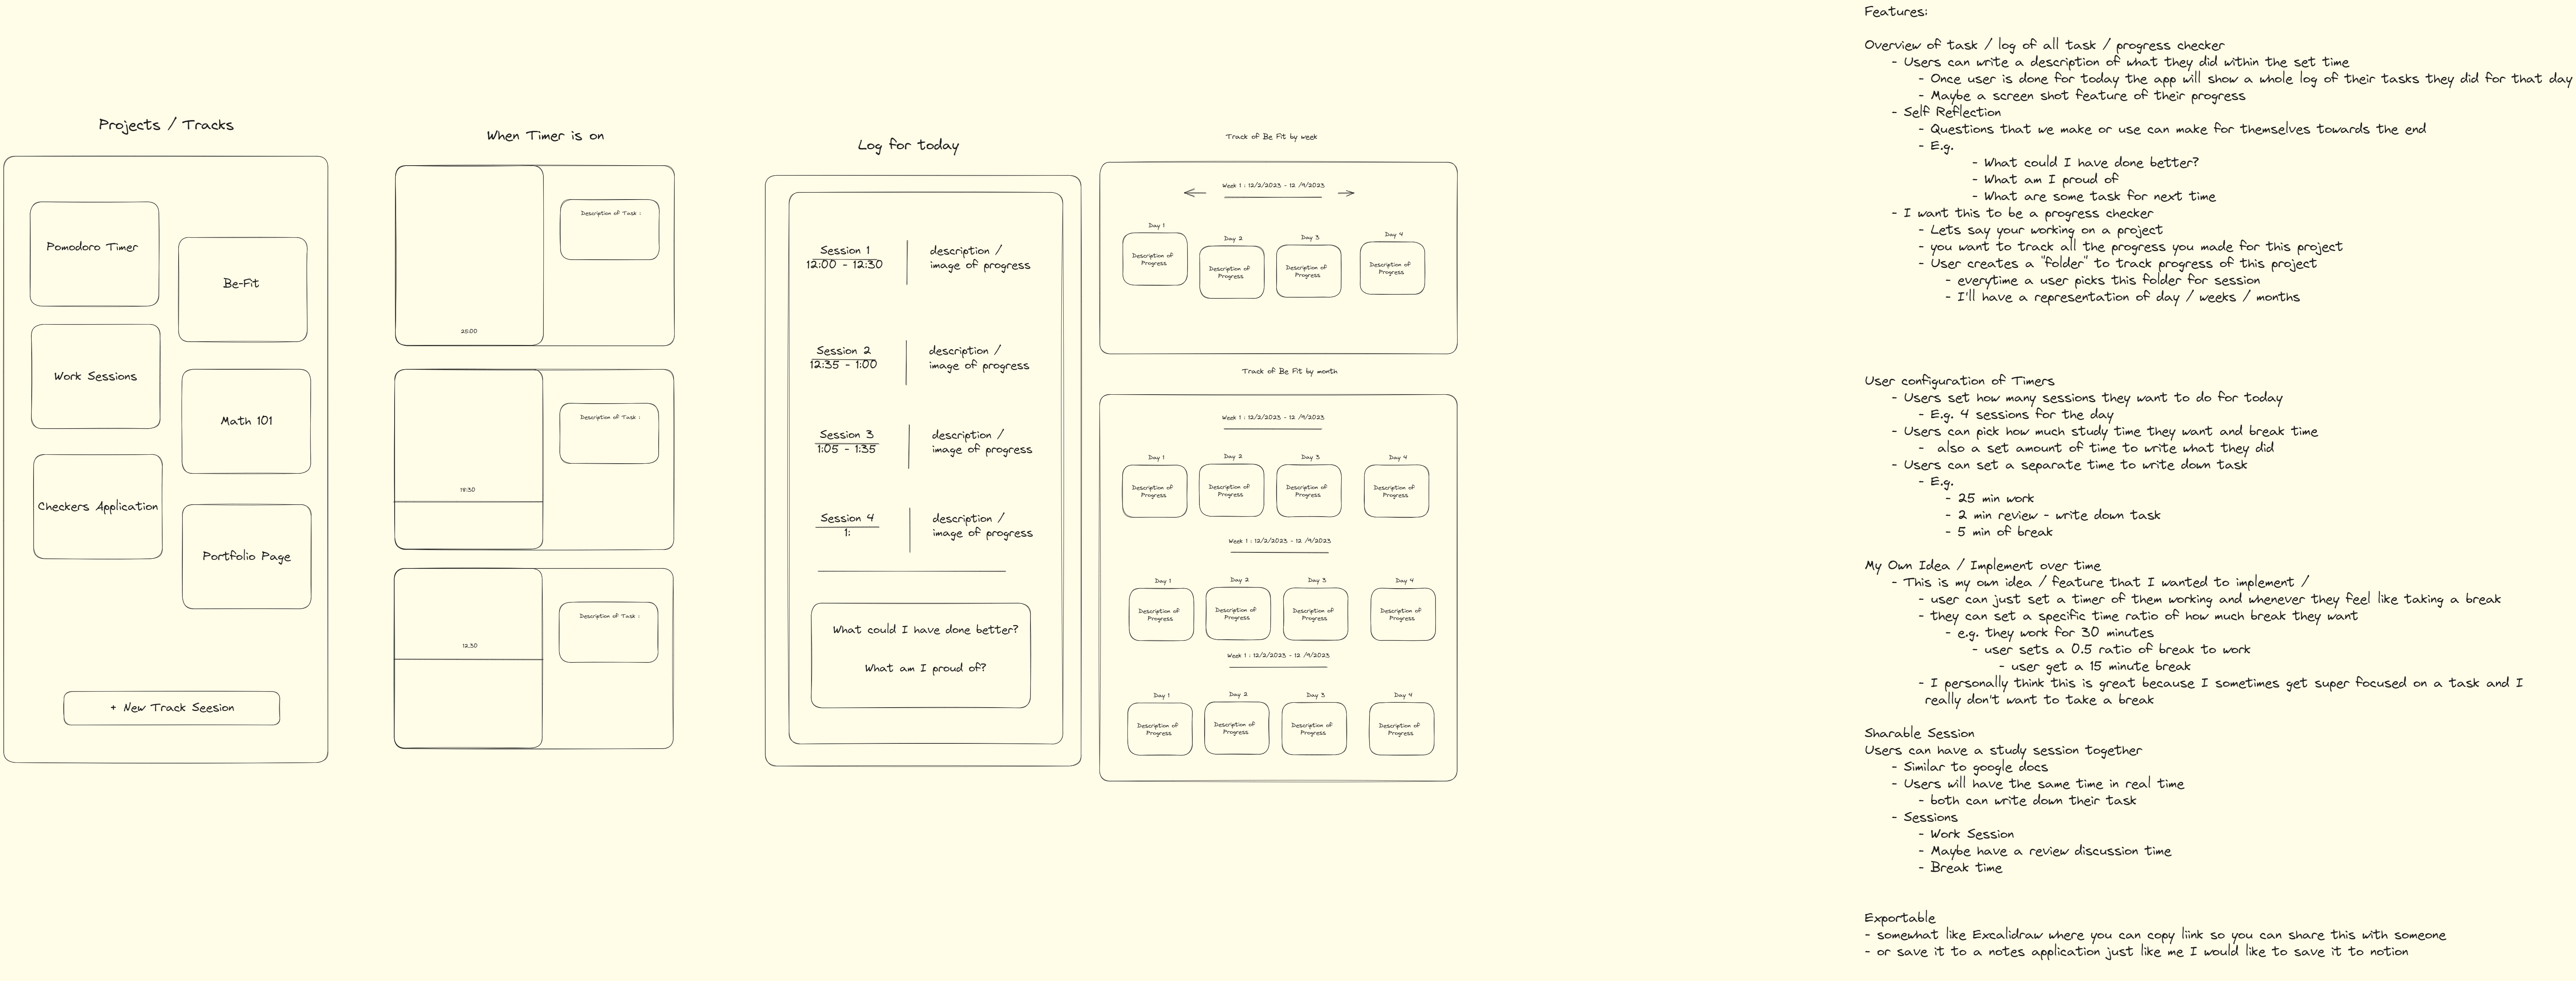 Projects / Tracks
Pomodoro Timer
Be-Fit
Work Sessions
Math 101
Checkers Application
Portfolio Page
+ New Track Seesion
When Timer is on
Description of Task :
25:00
Description of Task :
18:30
Description of Task :
12:30
Log for today
Session 1
12:00 - 12:30
description /
image of progress
Session 2
12:35 - 1:00
description /
image of progress
Session 3
1:05 - 1:35
description /
image of progress
Session 4
1:
description /
image of progress
What could I have done better?
What am I proud of?
Track of Be Fit by week
Week 1 : 12/2/2023 - 12 /9/2023
Day 1
Description of
Progress
Day 2
Description of
Progress
Day 3
Description of
Progress
Day 4
Description of
Progress
Track of Be Fit by month
Week 1 : 12/2/2023 - 12 /9/2023
Day 1
Description of
Progress
Day 2
Description of
Progress
Day 3
Description of
Progress
Day 4
Description of
Progress
Week 1 : 12/2/2023 - 12 /9/2023
Day 1
Description of
Progress
Day 2
Description of
Progress
Day 3
Description of
Progress
Day 4
Description of
Progress
Week 1 : 12/2/2023 - 12 /9/2023
Day 1
Description of
Progress
Day 2
Description of
Progress
Day 3
Description of
Progress
Day 4
Description of
Progress
Features:
Overview of task / log of all task / progress checker
- Users can write a description of what they did within the set time
- Once user is done for today the app will show a whole log of their tasks they did for that day
- Maybe a screen shot feature of their progress
- Self Reflection
- Questions that we make or use can make for themselves towards the end
- E.g.
- What could I have done better?
- What am I proud of
- What are some task for next time
- I want this to be a progress checker
- Lets say your working on a project
- you want to track all the progress you made for this project
- User creates a "folder" to track progress of this project
- everytime a user picks this folder for session
- I'll have a representation of day / weeks / months
User configuration of Timers
- Users set how many sessions they want to do for today
- E.g. 4 sessions for the day
- Users can pick how much study time they want and break time
- also a set amount of time to write what they did
- Users can set a separate time to write down task
- E.g.
- 25 min work
- 2 min review - write down task
- 5 min of break
My Own Idea / Implement over time
- This is my own idea / feature that I wanted to implement /
- user can just set a timer of them working and whenever they feel like taking a break
- they can set a specific time ratio of how much break they want
- e.g. they work for 30 minutes
- user sets a 0.5 ratio of break to work
- user get a 15 minute break
- I personally think this is great because I sometimes get super focused on a task and I
really don't want to take a break
Sharable Session
Users can have a study session together
- Similar to google docs
- Users will have the same time in real time
- both can write down their task
- Sessions
- Work Session
- Maybe have a review discussion time
- Break time
Exportable
- somewhat like Excalidraw where you can copy liink so you can share this with someone
- or save it to a notes application just like me I would like to save it to notion